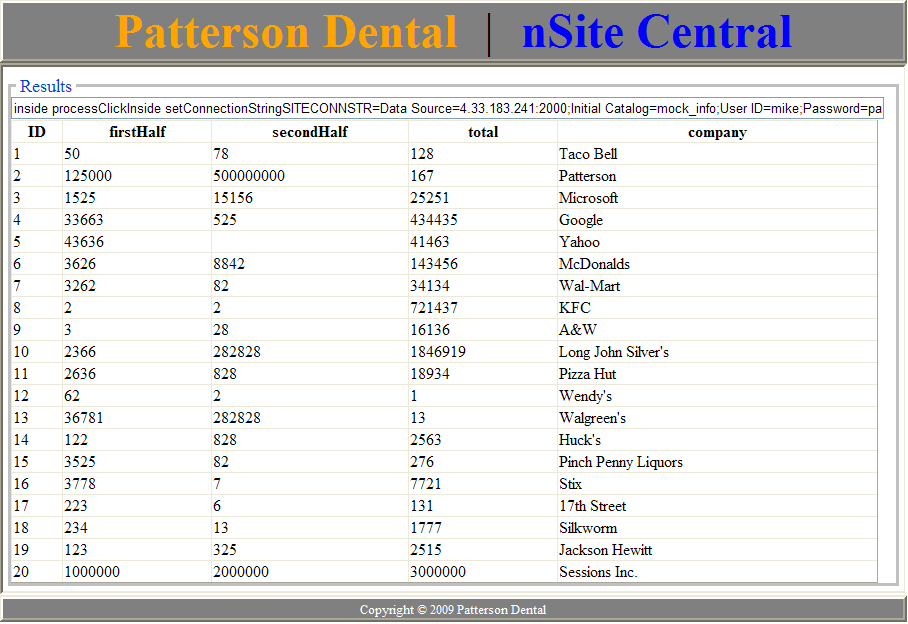 Patterson Dental | nSite Central
Results
inside processClickInside setConnectionStringSITECONNSTR=Data Source=4.33.183.241:2000;Initial Catalog=mock_info;User ID=mike;Password=pa
ID firstHalf secondHalf total company
1 50 78 128 Taco Bell
2 125000 500000000 167 Patterson
3 1525 15156 25251 Microsoft
4 33663 525 434435 Google
5 43636 41463 Yahoo
6 3626 8842 143456 McDonalds
7 3262 82 34134 Wal-Mart
8 2 2 721437 KFC
9 3 28 16136 A&W
10 2366 282828 1846919 Long John Silver's
11 2636 828 18934 Pizza Hut
12 62 2 1 Wendy's
13 36781 282828 13 Walgreen's
14 122 828 2563 Huck's
15 3525 82 276 Pinch Penny Liquors
16 3778 7 7721 Stix
17 223 6 131 17th Street
18 234 13 1777 Silkworm
19 123 325 2515 Jackson Hewitt
20 1000000 2000000 3000000 Sessions Inc.
Copyright © 2009 Patterson Dental